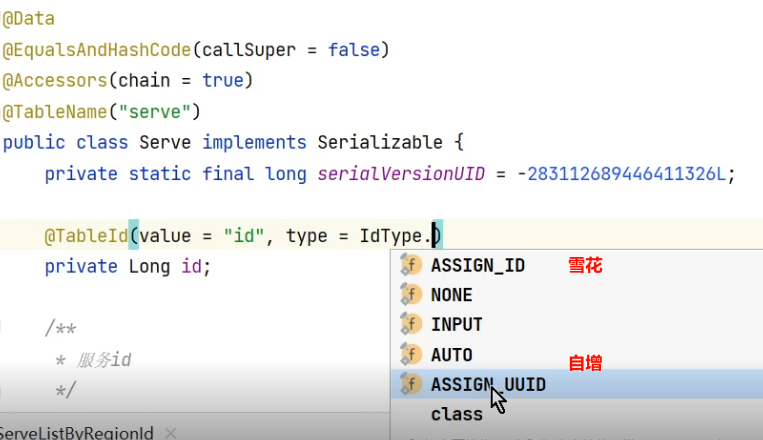 @Data
@EqualsAndHashCode(callSuper = false)
@Accessors(chain = true)
@TableName("serve")
public class Serve implements Serializable {
private static final long serialVersionUID = -283112689446411326L;
@TableId(value = "id", type = IdType.)
private Long id;
ASSIGN_ID 雪花
NONE
INPUT
AUTO 自增
ASSIGN_UUID
class
/**
* 服务id
*/
ServeListByRegionId